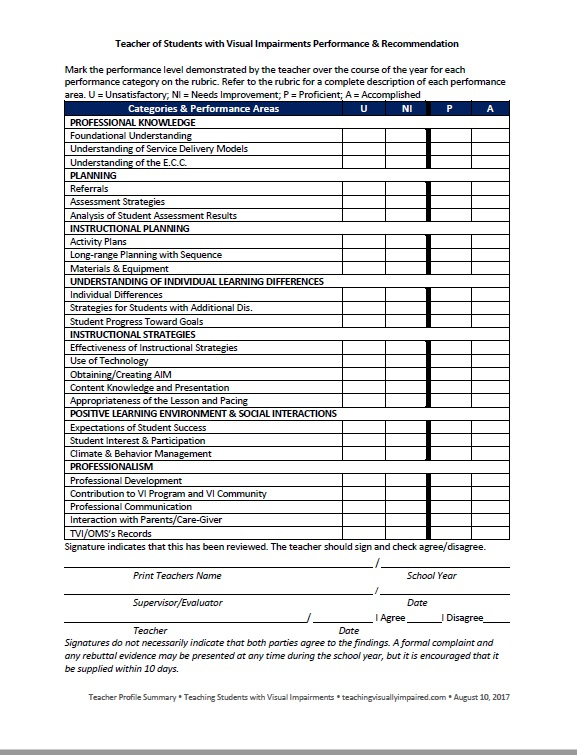 Teacher of Students with Visual Impairments Performance & Recommendation
Mark the performance level demonstrated by the teacher over the course of the year for each
performance category on the rubric. Refer to the rubric for a complete description of each performance
area. U = Unsatisfactory; NI = Needs Improvement; P = Proficient; A = Accomplished
Categories & Performance Areas U NI P A
PROFESSIONAL KNOWLEDGE
Foundational Understanding
Understanding of Service Delivery Models
Understanding of the E.C.C.
PLANNING
Referrals
Assessment Strategies
Analysis of Student Assessment Results
INSTRUCTIONAL PLANNING
Activity Plans
Long-range Planning with Sequence
Materials & Equipment
UNDERSTANDING OF INDIVIDUAL LEARNING DIFFERENCES
Individual Differences
Strategies for Students with Additional Dis.
Student Progress Toward Goals
INSTRUCTIONAL STRATEGIES
Effectiveness of Instructional Strategies
Use of Technology
Obtaining/Creating AIM
Content Knowledge and Presentation
Appropriateness of the Lesson and Pacing
POSITIVE LEARNING ENVIRONMENT & SOCIAL INTERACTIONS
Expectations of Student Success
Student Interest & Participation
Climate & Behavior Management
PROFESSIONALISM
Professional Development
Contribution to VI Program and VI Community
Professional Communication
Interaction with Parents/Care-Giver
TVI/OMS's Records
Signature indicates that this has been reviewed. The teacher should sign and check agree/disagree.
/
Print Teachers Name School Year
/
Supervisor/Evaluator Date
/ I Agree I Disagree
Teacher Date
Signatures do not necessarily indicate that both parties agree to the findings. A formal complaint and
any rebuttal evidence may be presented at any time during the school year, but it is encouraged that it
be supplied within 10 days.
Teacher Profile Summary • Teaching Students with Visual Impairments • teachingvisuallyimpaired.com • August 10, 2017